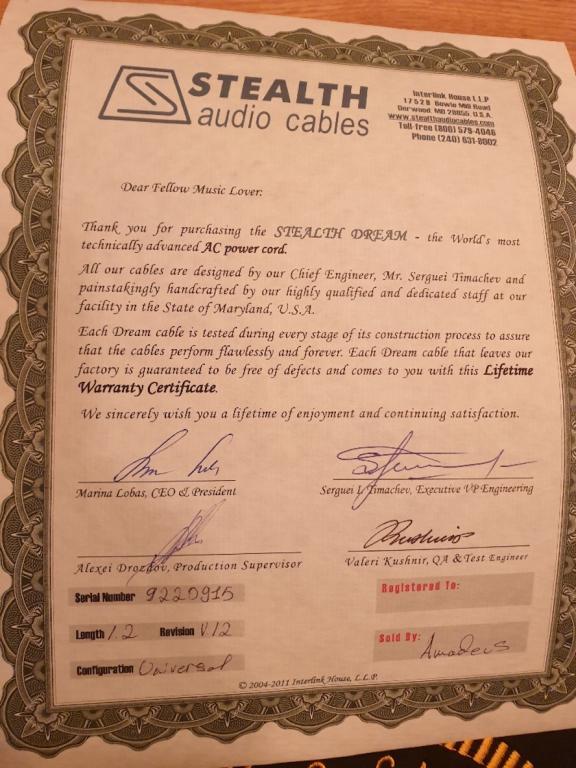 STEALTH
audio cables
Interlink House L.L.P
17528 Bowie Mill Road
Derwood MD 20855, U.S.A.
www.stealthaudiocables.com
Toll-free (800) 579-4046
Phone (240) 631-8002
Dear Fellow Music Lover:
Thank you for purchasing the STEALTH DREAM - the World's most
technically advanced AC power cord.
All our cables are designed by our Chief Engineer, Mr. Serguei Timachev and
painstakingly handcrafted by our highly qualified and dedicated staff at our
facility in the State of Maryland, U.S.A.
Each Dream cable is tested during every stage of its construction process to assure
that the cables perform flawlessly and forever. Each Dream cable that leaves our
factory is guaranteed to be free of defects and comes to you with this Lifetime
Warranty Certificate.
We sincerely wish you a lifetime of enjoyment and continuing satisfaction.
Marina Lobas, CEO & President
Serguei I. Timachev, Executive VP Engineering
Alexei Drozdov, Production Supervisor
Valeri Kushnir, QA & Test Engineer
Serial Number 9220915
Registered To:
Length 1.2 Revision V.12
Sold By: Amadeus
Configuration Universal
© 2004-2011 Interlink House, L.L.P.